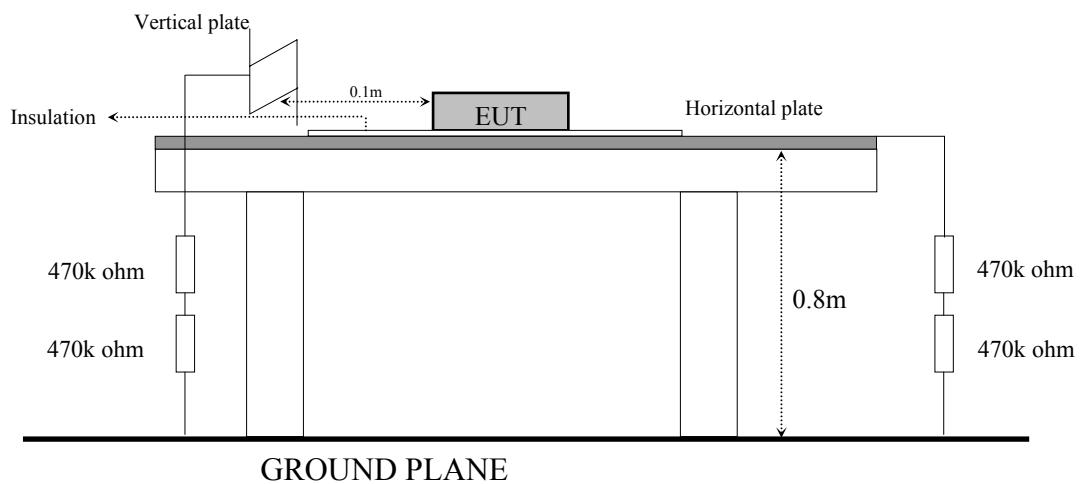 Vertical plate
0.1m
Insulation
EUT
Horizontal plate
470k ohm
470k ohm
0.8m
470k ohm
470k ohm
GROUND PLANE